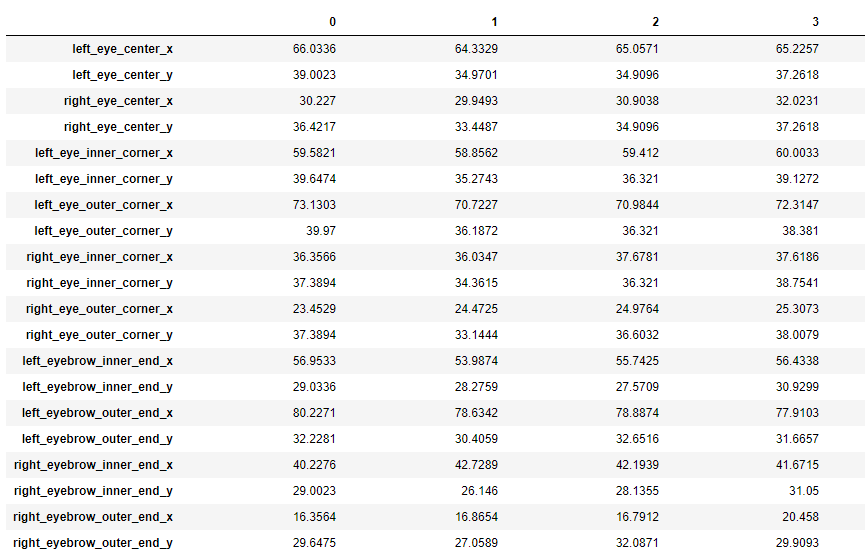 0 1 2 3
left_eye_center_x 66.0336 64.3329 65.0571 65.2257
left_eye_center_y 39.0023 34.9701 34.9096 37.2618
right_eye_center_x 30.227 29.9493 30.9038 32.0231
right_eye_center_y 36.4217 33.4487 34.9096 37.2618
left_eye_inner_corner_x 59.5821 58.8562 59.412 60.0033
left_eye_inner_corner_y 39.6474 35.2743 36.321 39.1272
left_eye_outer_corner_x 73.1303 70.7227 70.9844 72.3147
left_eye_outer_corner_y 39.97 36.1872 36.321 38.381
right_eye_inner_corner_x 36.3566 36.0347 37.6781 37.6186
right_eye_inner_corner_y 37.3894 34.3615 36.321 38.7541
right_eye_outer_corner_x 23.4529 24.4725 24.9764 25.3073
right_eye_outer_corner_y 37.3894 33.1444 36.6032 38.0079
left_eyebrow_inner_end_x 56.9533 53.9874 55.7425 56.4338
left_eyebrow_inner_end_y 29.0336 28.2759 27.5709 30.9299
left_eyebrow_outer_end_x 80.2271 78.6342 78.8874 77.9103
left_eyebrow_outer_end_y 32.2281 30.4059 32.6516 31.6657
right_eyebrow_inner_end_x 40.2276 42.7289 42.1939 41.6715
right_eyebrow_inner_end_y 29.0023 26.146 28.1355 31.05
right_eyebrow_outer_end_x 16.3564 16.8654 16.7912 20.458
right_eyebrow_outer_end_y 29.6475 27.0589 32.0871 29.9093